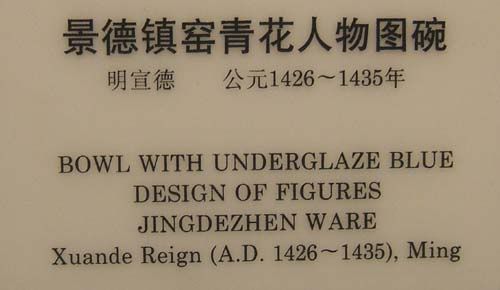 景德镇窑青花人物图碗
明宣德 公元1426～1435年
BOWL WITH UNDERGLAZE BLUE
DESIGN OF FIGURES
JINGDEZHEN WARE
Xuande Reign (A.D. 1426～1435), Ming